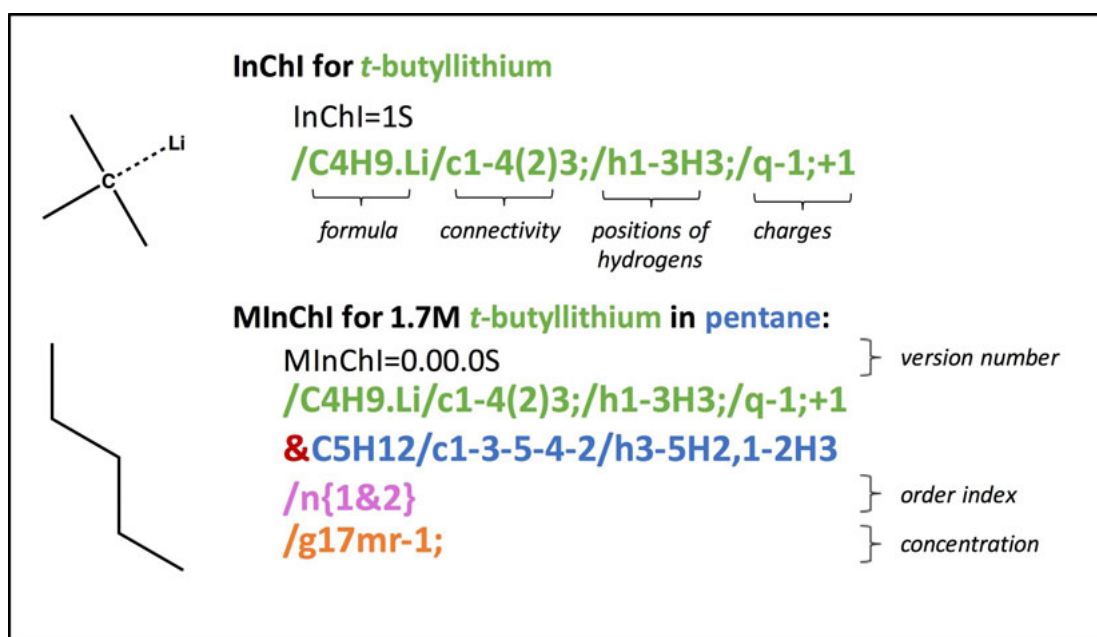 InChI for t-butyllithium
InChI=1S
Li
C
/C4H9.Li/c1-4(2)3;/h1-3H3;/q-1;+1
formula connectivity positions of hydrogens charges
MInChI for 1.7M t-butyllithium in pentane:
MInChI=0.00.0S version number
/C4H9.Li/c1-4(2)3;/h1-3H3;/q-1;+1
&C5H12/c1-3-5-4-2/h3-5H2,1-2H3
/n{1&2} order index
/g17mr-1; concentration